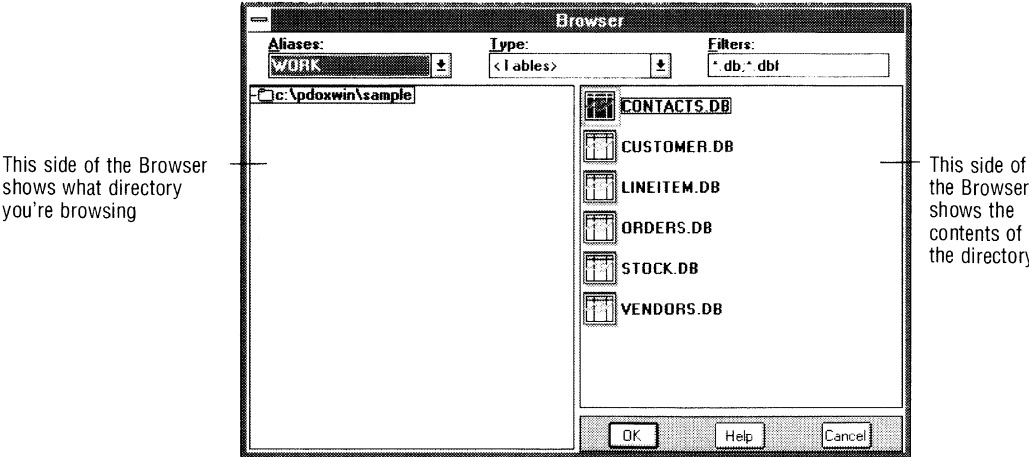 Browser
Aliases: Type: Filters:
WORK <Tables> *.db;*.dbf
c:\pdoxwin\sample
CONTACTS.DB
CUSTOMER.DB
LINEITEM.DB
ORDERS.DB
STOCK.DB
VENDORS.DB
OK Help Cancel
This side of the Browser
shows what directory
you're browsing
This side of
the Browser
shows the
contents of
the directory